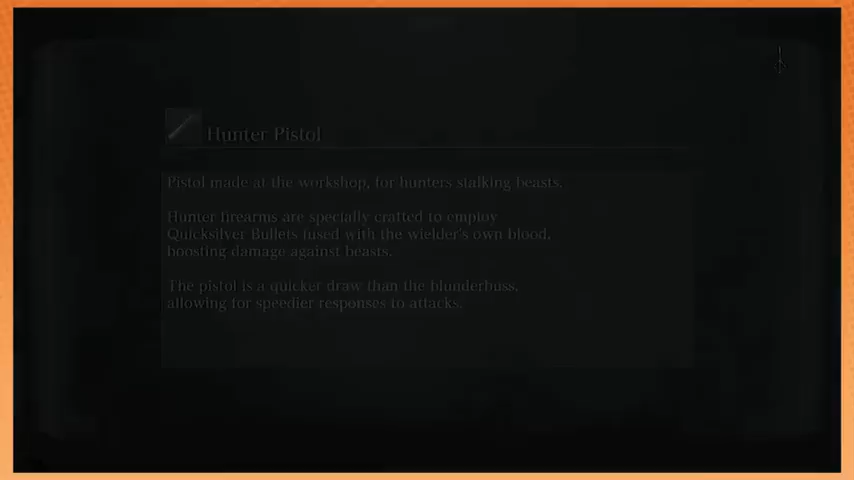 Hunter Pistol
Pistol made at the workshop, for hunters stalking beasts.
Hunter firearms are specially crafted to employ
Quicksilver Bullets fused with the wielder's own blood,
boosting damage against beasts.
The pistol is a quicker draw than the blunderbuss,
allowing for speedier responses to attacks.